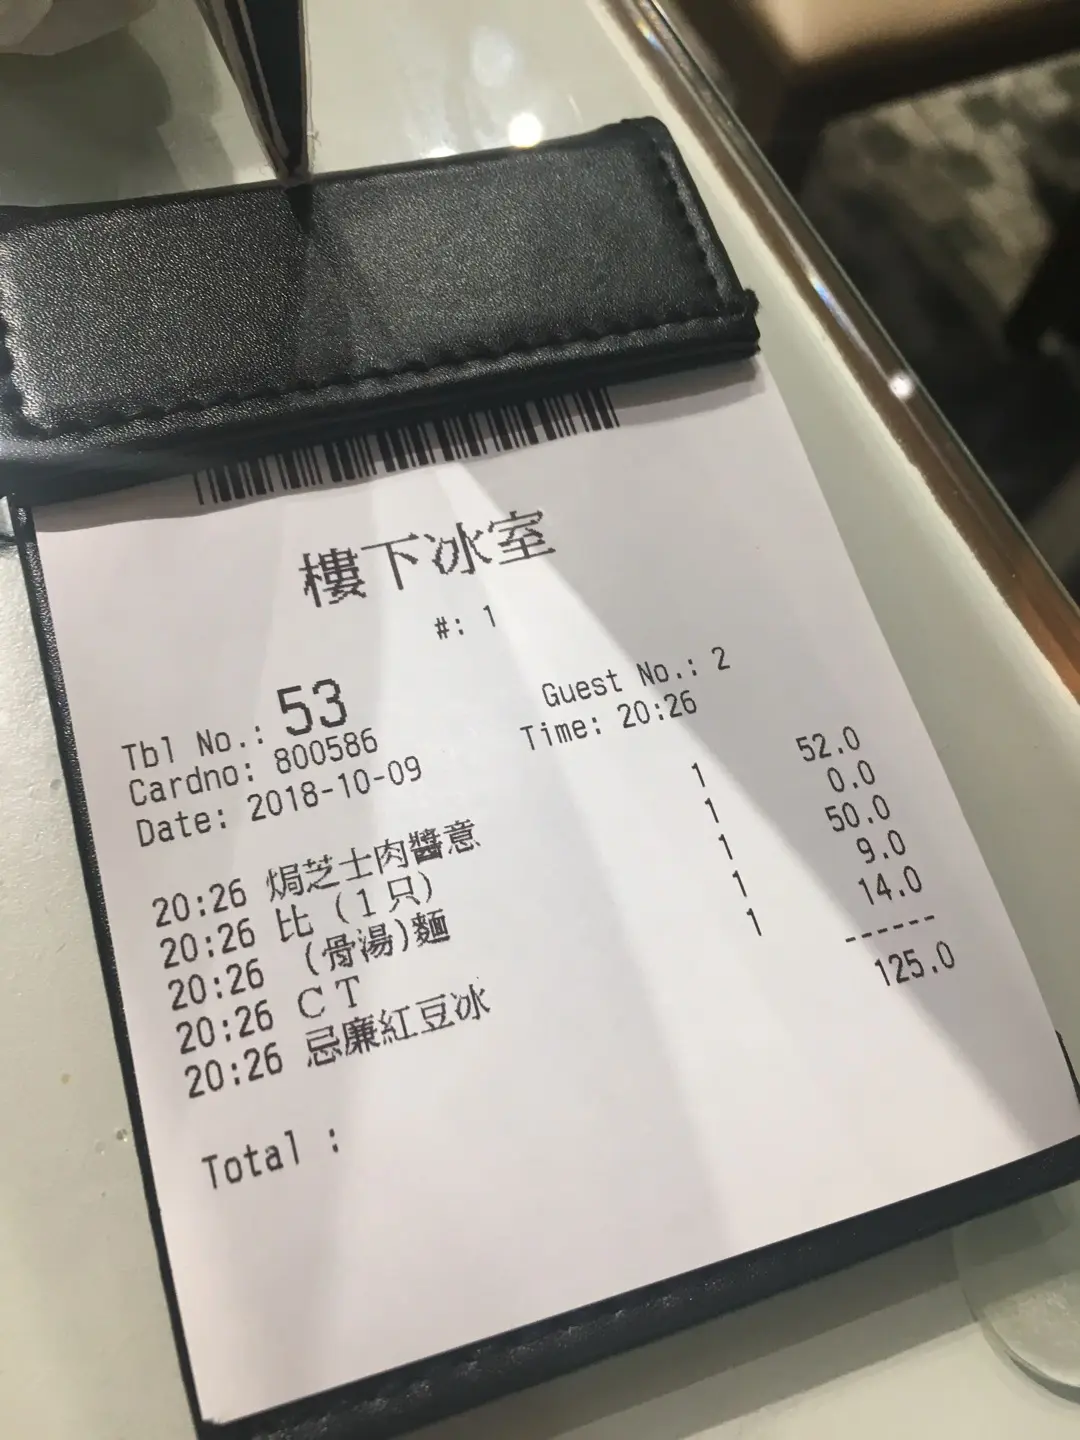 樓下冰室
#: 1
Tbl No.: 53 Guest No.: 2
Cardno: 800586 Time: 20:26
Date: 2018-10-09
20:26 焗芝士肉醬意 1 52.0
20:26 比(1只) 1 0.0
20:26 (骨湯)麵 1 50.0
20:26 CT 1 9.0
20:26 忌廉紅豆冰 1 14.0
------
Total : 125.0